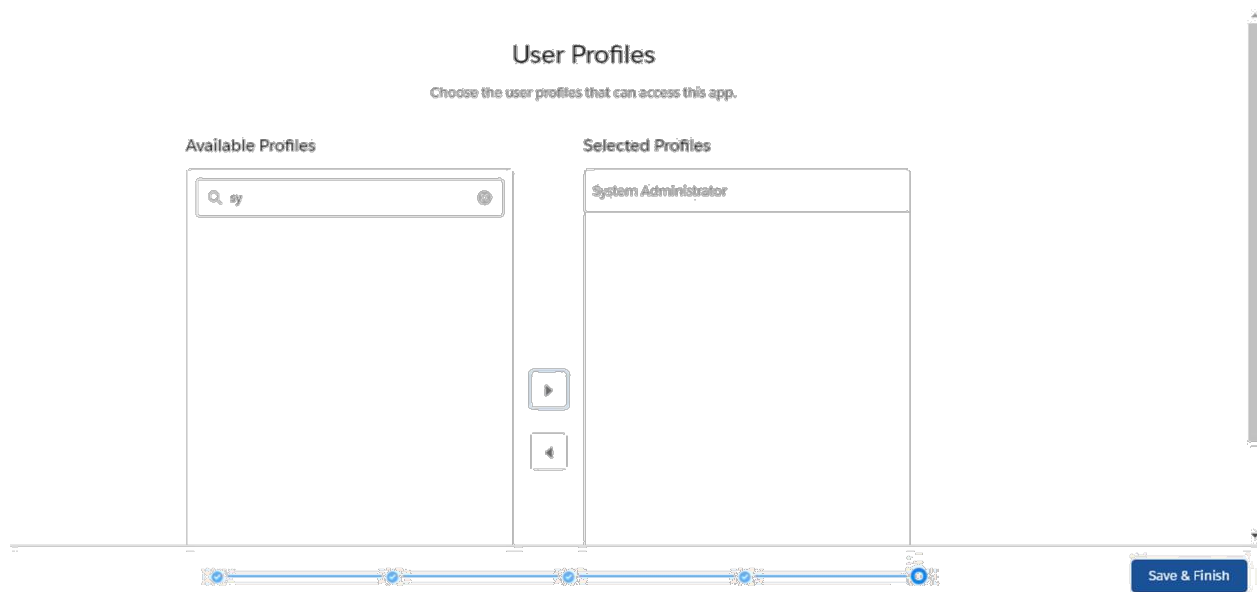 User Profiles
Choose the user profiles that can access this app.
Available Profiles
Selected Profiles
sy
System Administrator
Save & Finish